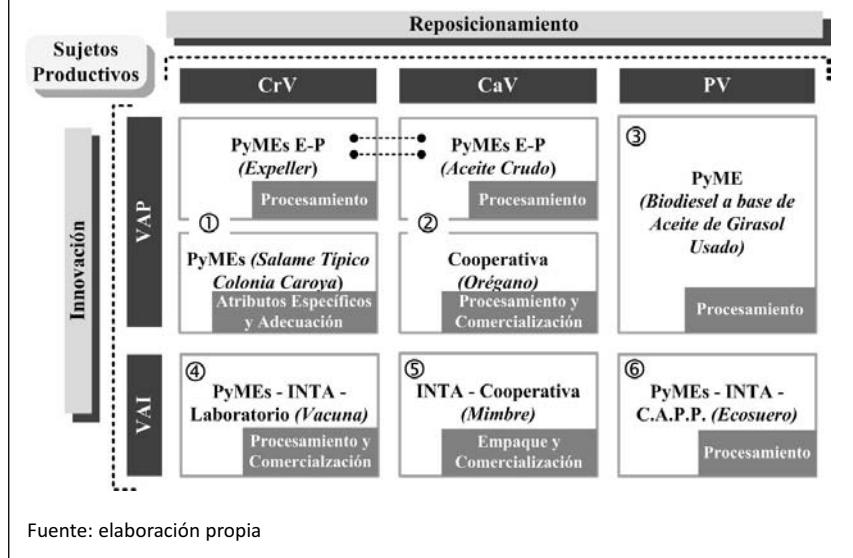 Reposicionamiento
Sujetos
Productivos
CrV
CaV
PV
Innovación
VAP
PyMEs E-P
(Expeller)
Procesamiento
PyMEs E-P
(Aceite Crudo)
Procesamiento
③
PyME
(Biodiesel a base de
Aceite de Girasol
Usado)
Procesamiento
①
PyMEs (Salame Típico
Colonia Caroya)
Atributos Específicos
y Adecuación
②
Cooperativa
(Orégano)
Procesamiento y
Comercialización
VAI
④
PyMEs - INTA -
Laboratorio (Vacuna)
Procesamiento y
Comercialzación
⑤
INTA - Cooperativa
(Mimbre)
Empaque y
Comercialización
⑥
PyMEs - INTA -
C.A.P.P. (Ecosuero)
Procesamiento
Fuente: elaboración propia